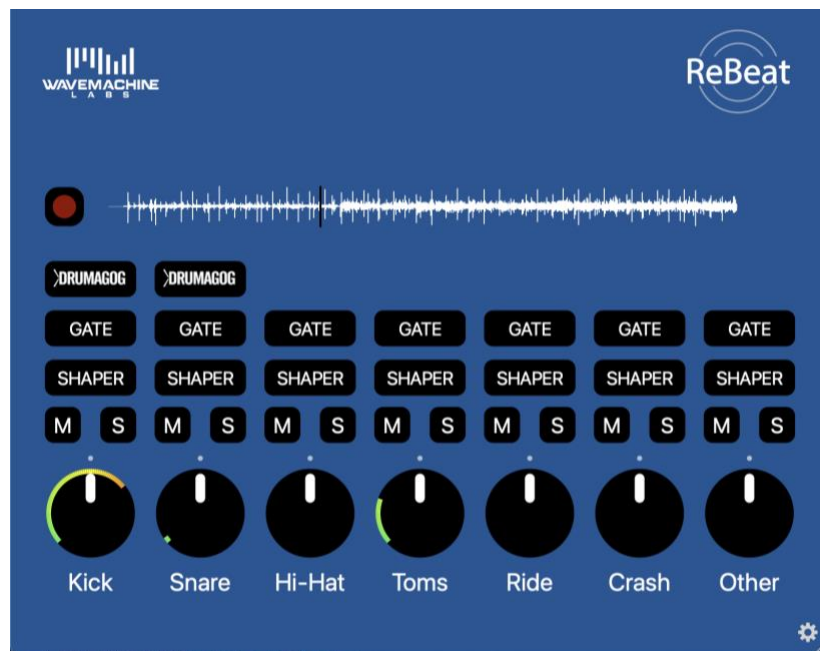 WAVEMACHINE
LABS
ReBeat
DRUMAGOG DRUMAGOG
GATE GATE GATE GATE GATE GATE GATE
SHAPER SHAPER SHAPER SHAPER SHAPER SHAPER SHAPER
M S M S M S M S M S M S M S
Kick Snare Hi-Hat Toms Ride Crash Other